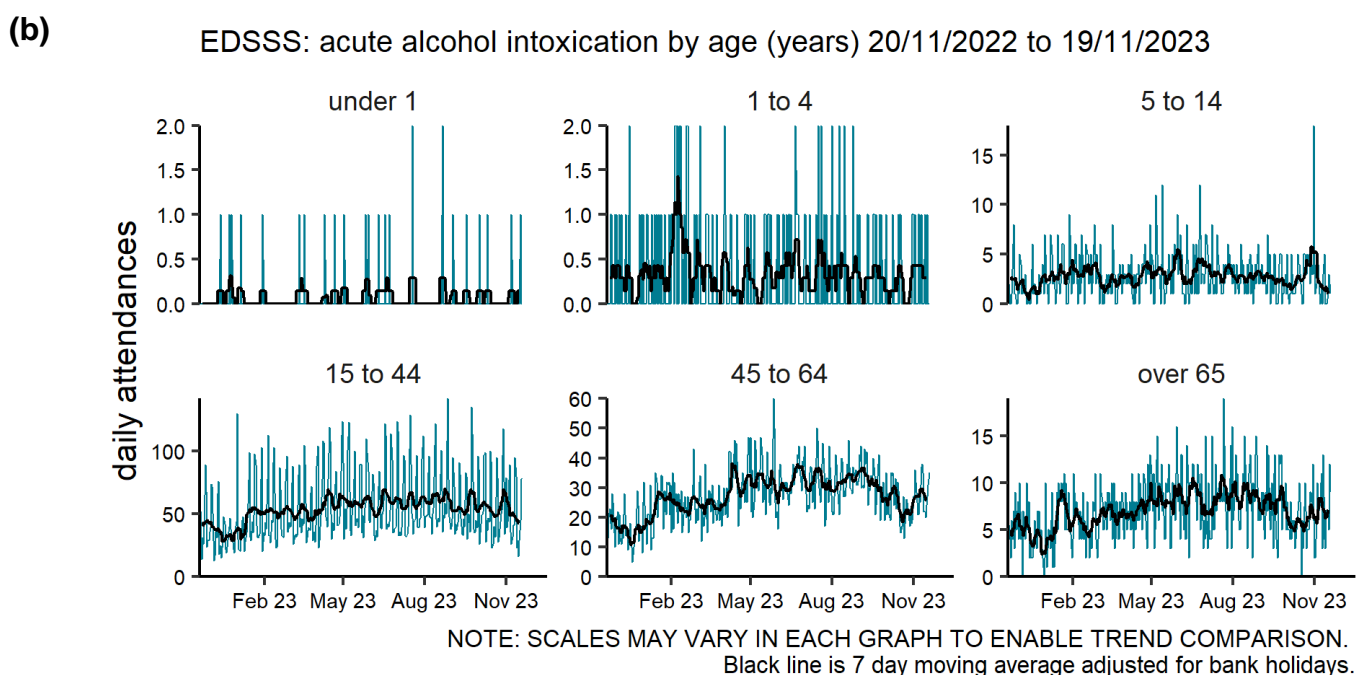 (b)
EDSSS: acute alcohol intoxication by age (years) 20/11/2022 to 19/11/2023
daily attendances
under 1
2.0
1.5
1.0
0.5
0.0
1 to 4
2.0
1.5
1.0
0.5
0.0
5 to 14
15
10
5
0
15 to 44
100
50
0
Feb 23 May 23 Aug 23 Nov 23
45 to 64
60
50
40
30
20
10
0
Feb 23 May 23 Aug 23 Nov 23
over 65
15
10
5
0
Feb 23 May 23 Aug 23 Nov 23
NOTE: SCALES MAY VARY IN EACH GRAPH TO ENABLE TREND COMPARISON.
Black line is 7 day moving average adjusted for bank holidays.